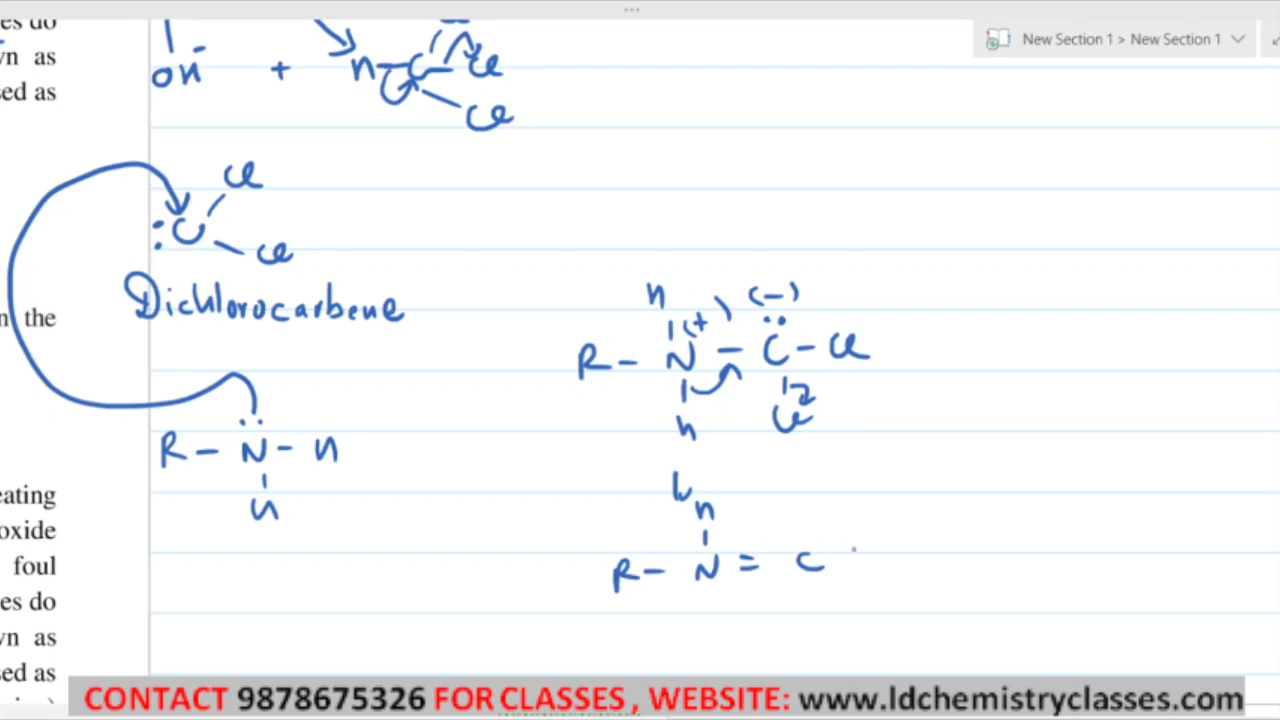 es do
wn as
sed as
New Section 1 > New Section 1
OH⁻ + H – C – Cl
Cl
Cl
: C
Cl
Dichlorocarbene
n the
H (+) (–)
R – N – C̈ – Cl
H Cl
R – N̈ – H
H
eating
oxide
foul
es do
wn as
sed as
H
R – N = C
CONTACT 9878675326 FOR CLASSES , WEBSITE: www.ldchemistryclasses.com